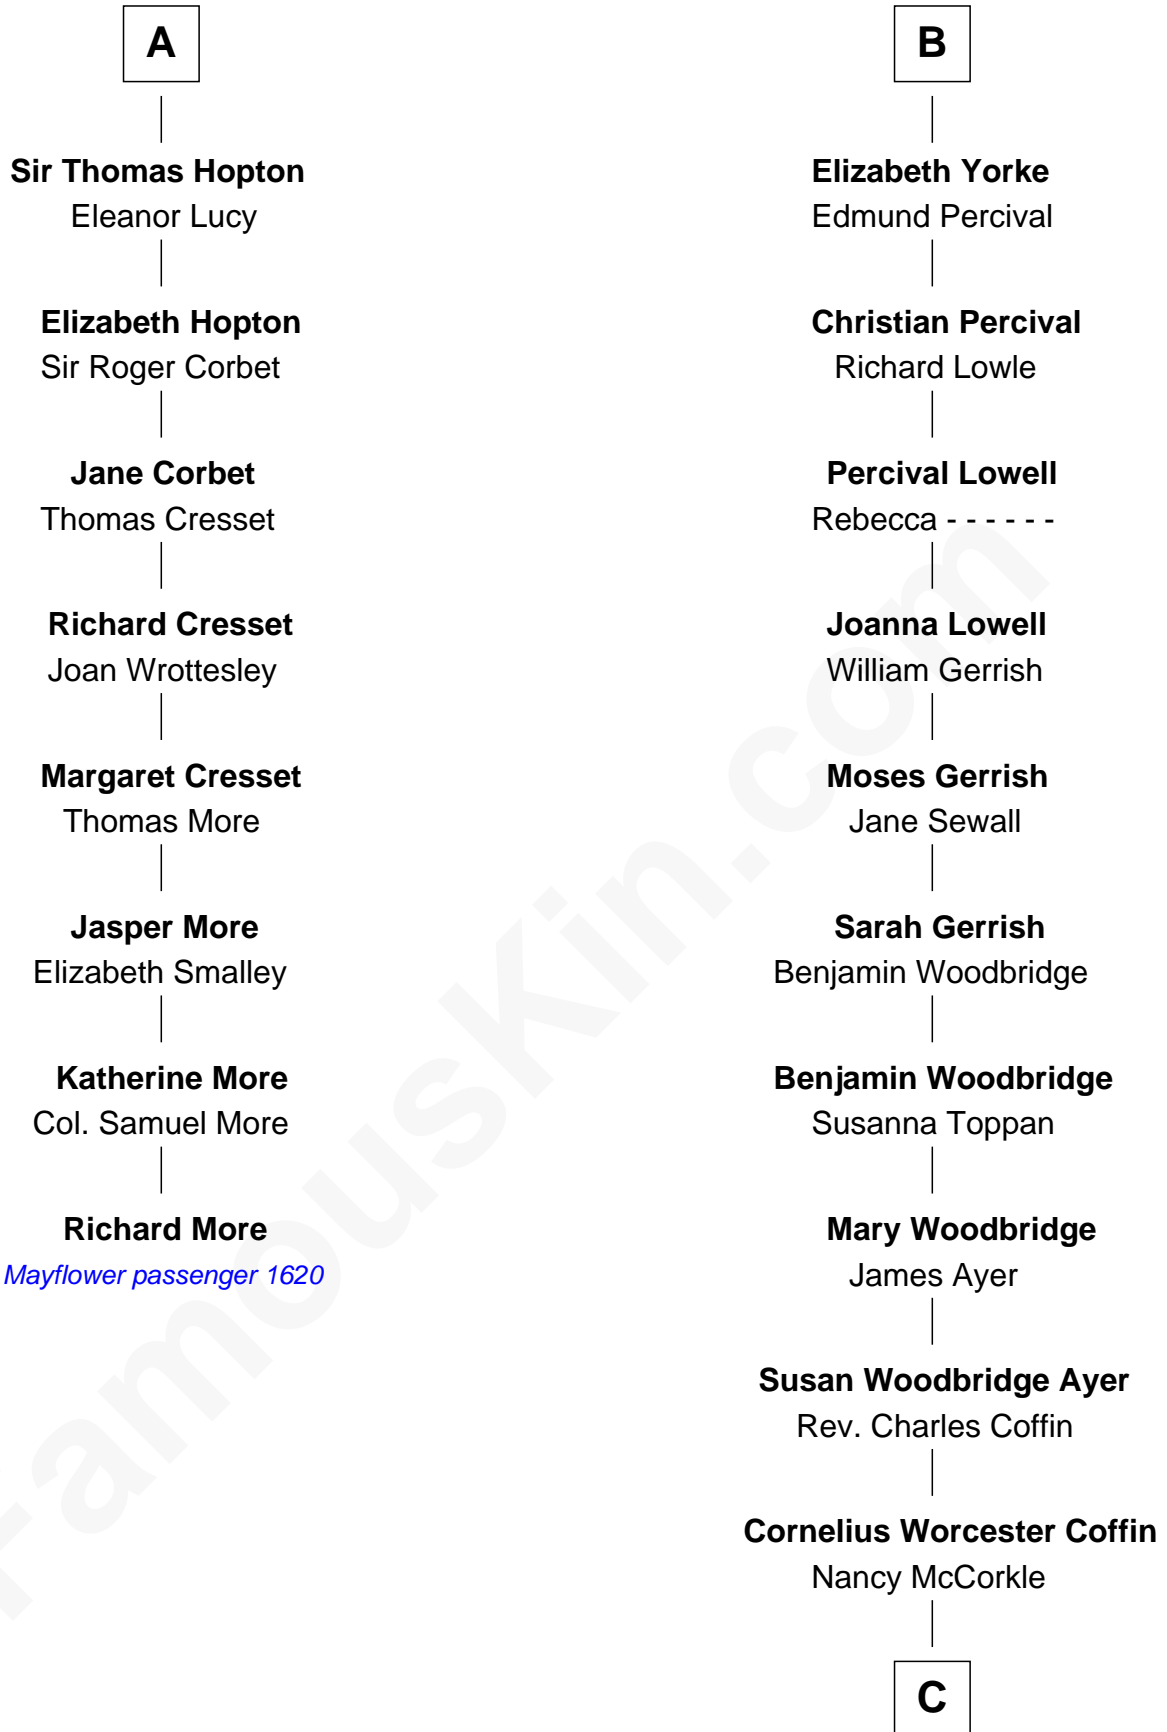 A
Sir Thomas Hopton
Eleanor Lucy
Elizabeth Hopton
Sir Roger Corbet
Jane Corbet
Thomas Cresset
Richard Cresset
Joan Wrottesley
Margaret Cresset
Thomas More
Jasper More
Elizabeth Smalley
Katherine More
Col. Samuel More
Richard More
Mayflower passenger 1620
B
Elizabeth Yorke
Edmund Percival
Christian Percival
Richard Lowle
Percival Lowell
Rebecca - - - - - -
Joanna Lowell
William Gerrish
Moses Gerrish
Jane Sewall
Sarah Gerrish
Benjamin Woodbridge
Benjamin Woodbridge
Susanna Toppan
Mary Woodbridge
James Ayer
Susan Woodbridge Ayer
Rev. Charles Coffin
Cornelius Worcester Coffin
Nancy McCorkle
C
FamousKin.com